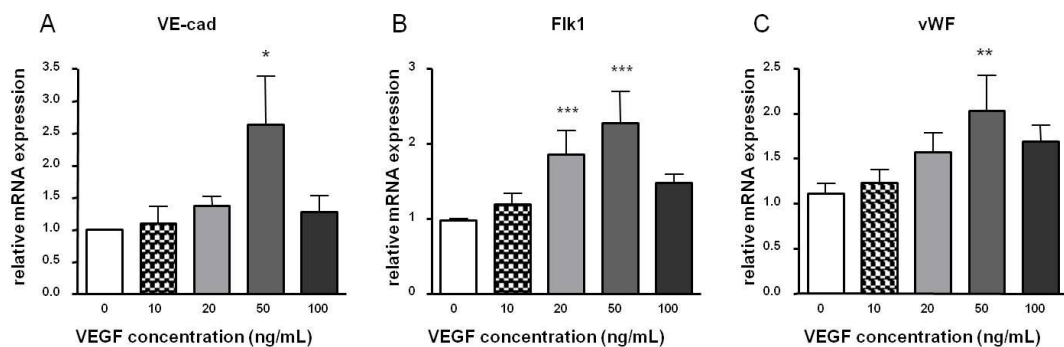 A
VE-cad
*
relative mRNA expression
3.5
3.0
2.5
2.0
1.5
1.0
0.5
0.0
0 10 20 50 100
VEGF concentration (ng/mL)
B
Flk1
***
***
relative mRNA expression
3
2
1
0
0 10 20 50 100
VEGF concentration (ng/mL)
C
vWF
**
relative mRNA expression
2.5
2.0
1.5
1.0
0.5
0.0
0 10 20 50 100
VEGF concentration (ng/mL)